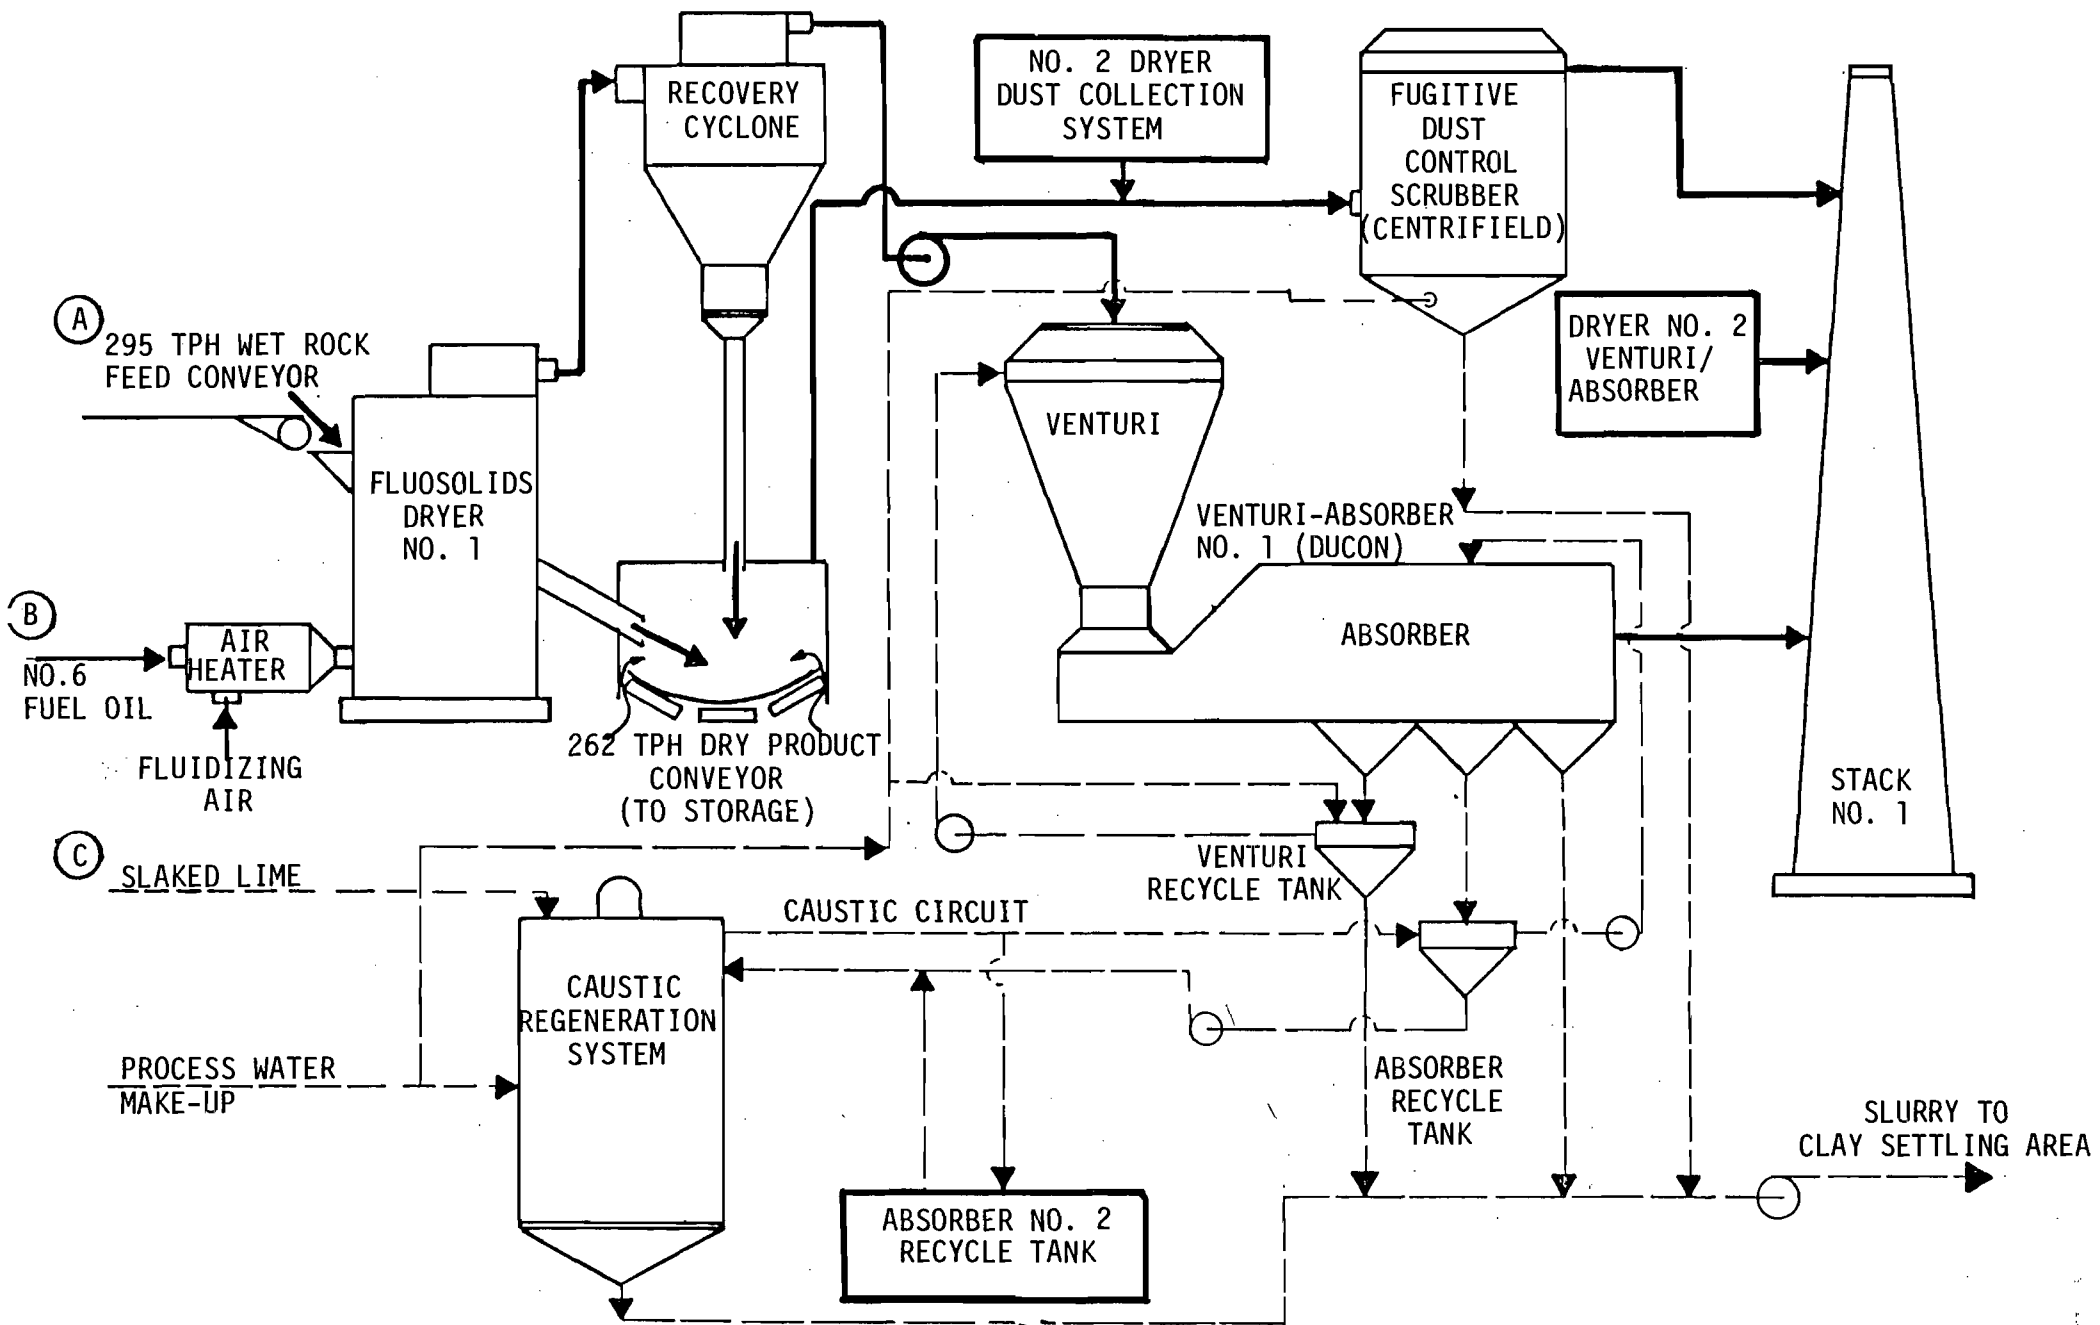 NO. 2 DRYER
DUST COLLECTION
SYSTEM
RECOVERY
CYCLONE
FUGITIVE
DUST
CONTROL
SCRUBBER
(CENTRIFIELD)
A
295 TPH WET ROCK
FEED CONVEYOR
DRYER NO. 2
VENTURI/
ABSORBER
VENTURI
FLUOSOLIDS
DRYER
NO. 1
VENTURI-ABSORBER
NO. 1 (DUCON)
B
AIR
HEATER
NO.6
FUEL OIL
ABSORBER
FLUIDIZING
AIR
262 TPH DRY PRODUCT
CONVEYOR
(TO STORAGE)
STACK
NO. 1
C
SLAKED LIME
VENTURI
RECYCLE TANK
CAUSTIC CIRCUIT
CAUSTIC
REGENERATION
SYSTEM
PROCESS WATER
MAKE-UP
ABSORBER
RECYCLE
TANK
SLURRY TO
CLAY SETTLING AREA
ABSORBER NO. 2
RECYCLE TANK